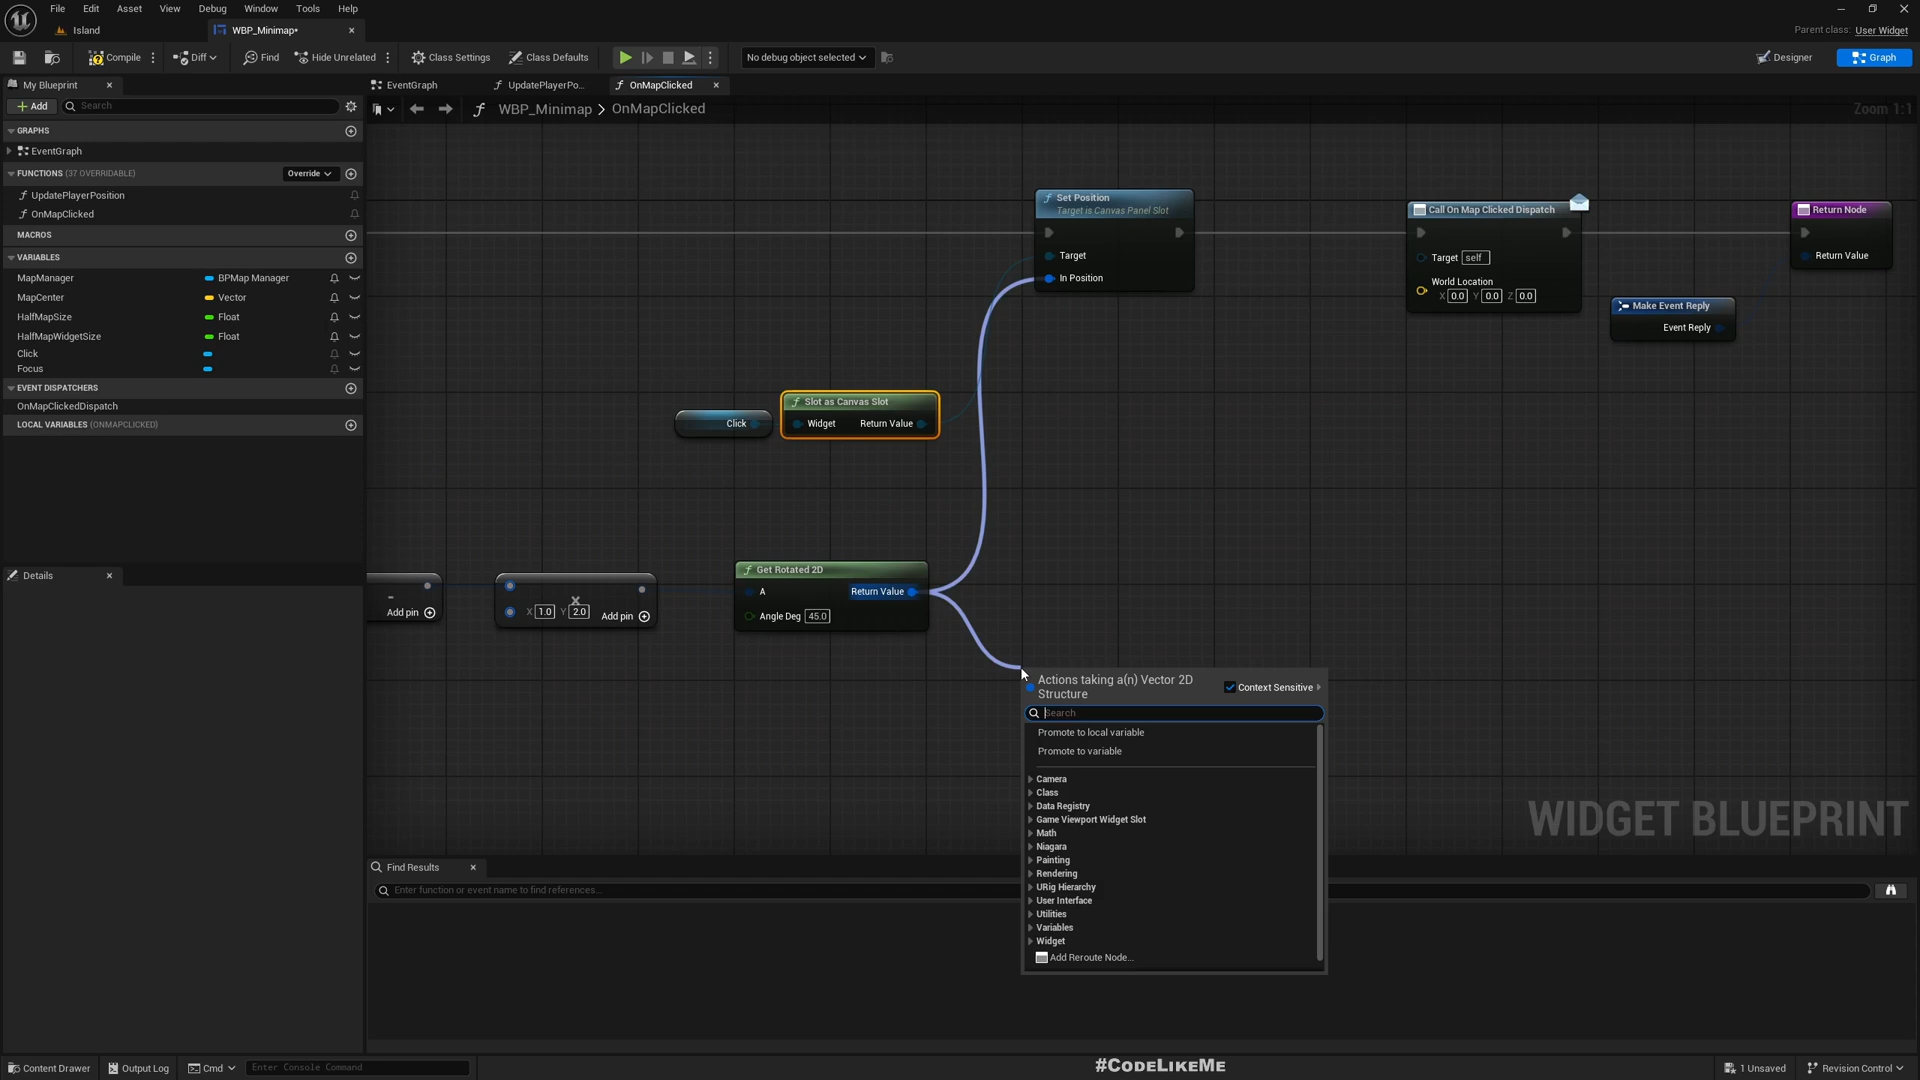 File Edit Asset View Window Debug Tools Help
Island
WBP_Minimap•
Parent class: User Widget
Compile
Diff
Find
Hide Unrelated
Class Settings
Class Defaults
No debug object selected
Designer
Graph
My Blueprint
EventGraph
UpdatePlayerPo...
OnMapClicked
Add
Search
WBP_Minimap > OnMapClicked
Zoom 1:1
GRAPHS
EventGraph
FUNCTIONS (37 OVERRIDABLE)
Override
UpdatePlayerPosition
OnMapClicked
MACROS
VARIABLES
MapManager BPMap Manager
MapCenter Vector
HalfMapSize Float
HalfMapWidgetSize Float
Click
Focus
EVENT DISPATCHERS
OnMapClickedDispatch
LOCAL VARIABLES (ONMAPCLICKED)
Details
Set Position
Target is Canvas Panel Slot
Target
In Position
Call On Map Clicked Dispatch
Target self
World Location
X 0.0 Y 0.0 Z 0.0
Return Node
Return Value
Make Event Reply
Event Reply
Click
Slot as Canvas Slot
Widget Return Value
Add pin
X 1.0 Y 2.0 Add pin
Get Rotated 2D
A Return Value
Angle Deg 45.0
Actions taking a(n) Vector 2D
Structure
Context Sensitive
Search
Promote to local variable
Promote to variable
Camera
Class
Data Registry
Game Viewport Widget Slot
Math
Niagara
Painting
Rendering
URig Hierarchy
User Interface
Utilities
Variables
Widget
Add Reroute Node...
WIDGET BLUEPRINT
Find Results
Enter function or event name to find references...
Content Drawer
Output Log
Cmd
Enter Console Command
#CODELIKEME
1 Unsaved
Revision Control